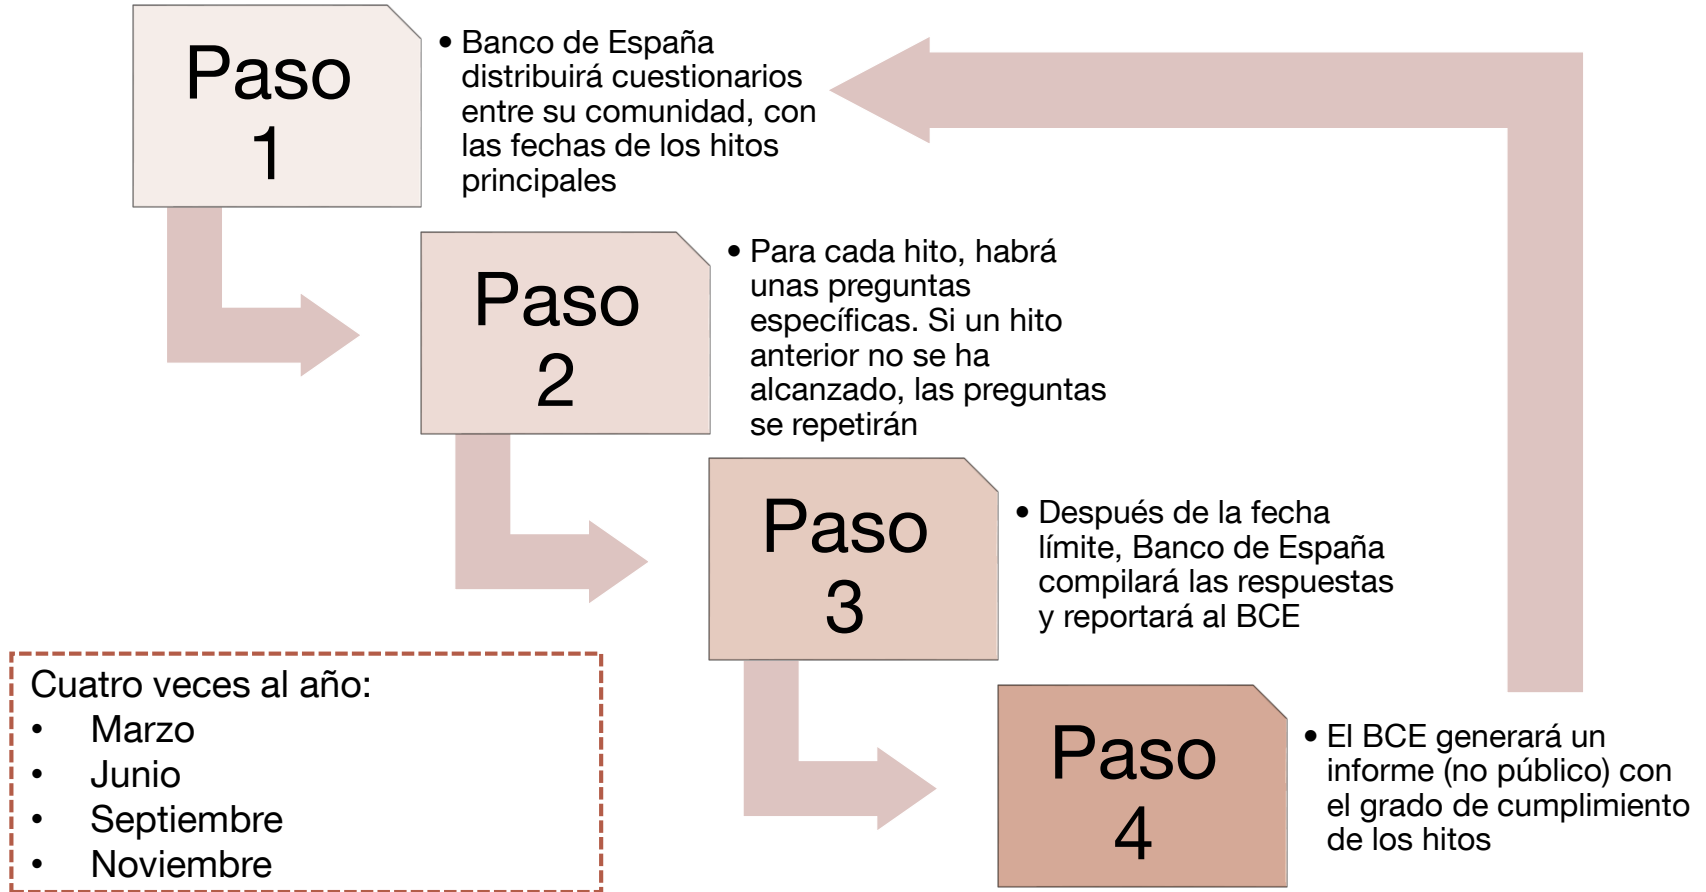 Paso
1
• Banco de España
distribuirá cuestionarios
entre su comunidad, con
las fechas de los hitos
principales
Paso
2
• Para cada hito, habrá
unas preguntas
específicas. Si un hito
anterior no se ha
alcanzado, las preguntas
se repetirán
Paso
3
• Después de la fecha
límite, Banco de España
compilará las respuestas
y reportará al BCE
Paso
4
• El BCE generará un
informe (no público) con
el grado de cumplimiento
de los hitos
Cuatro veces al año:
• Marzo
• Junio
• Septiembre
• Noviembre